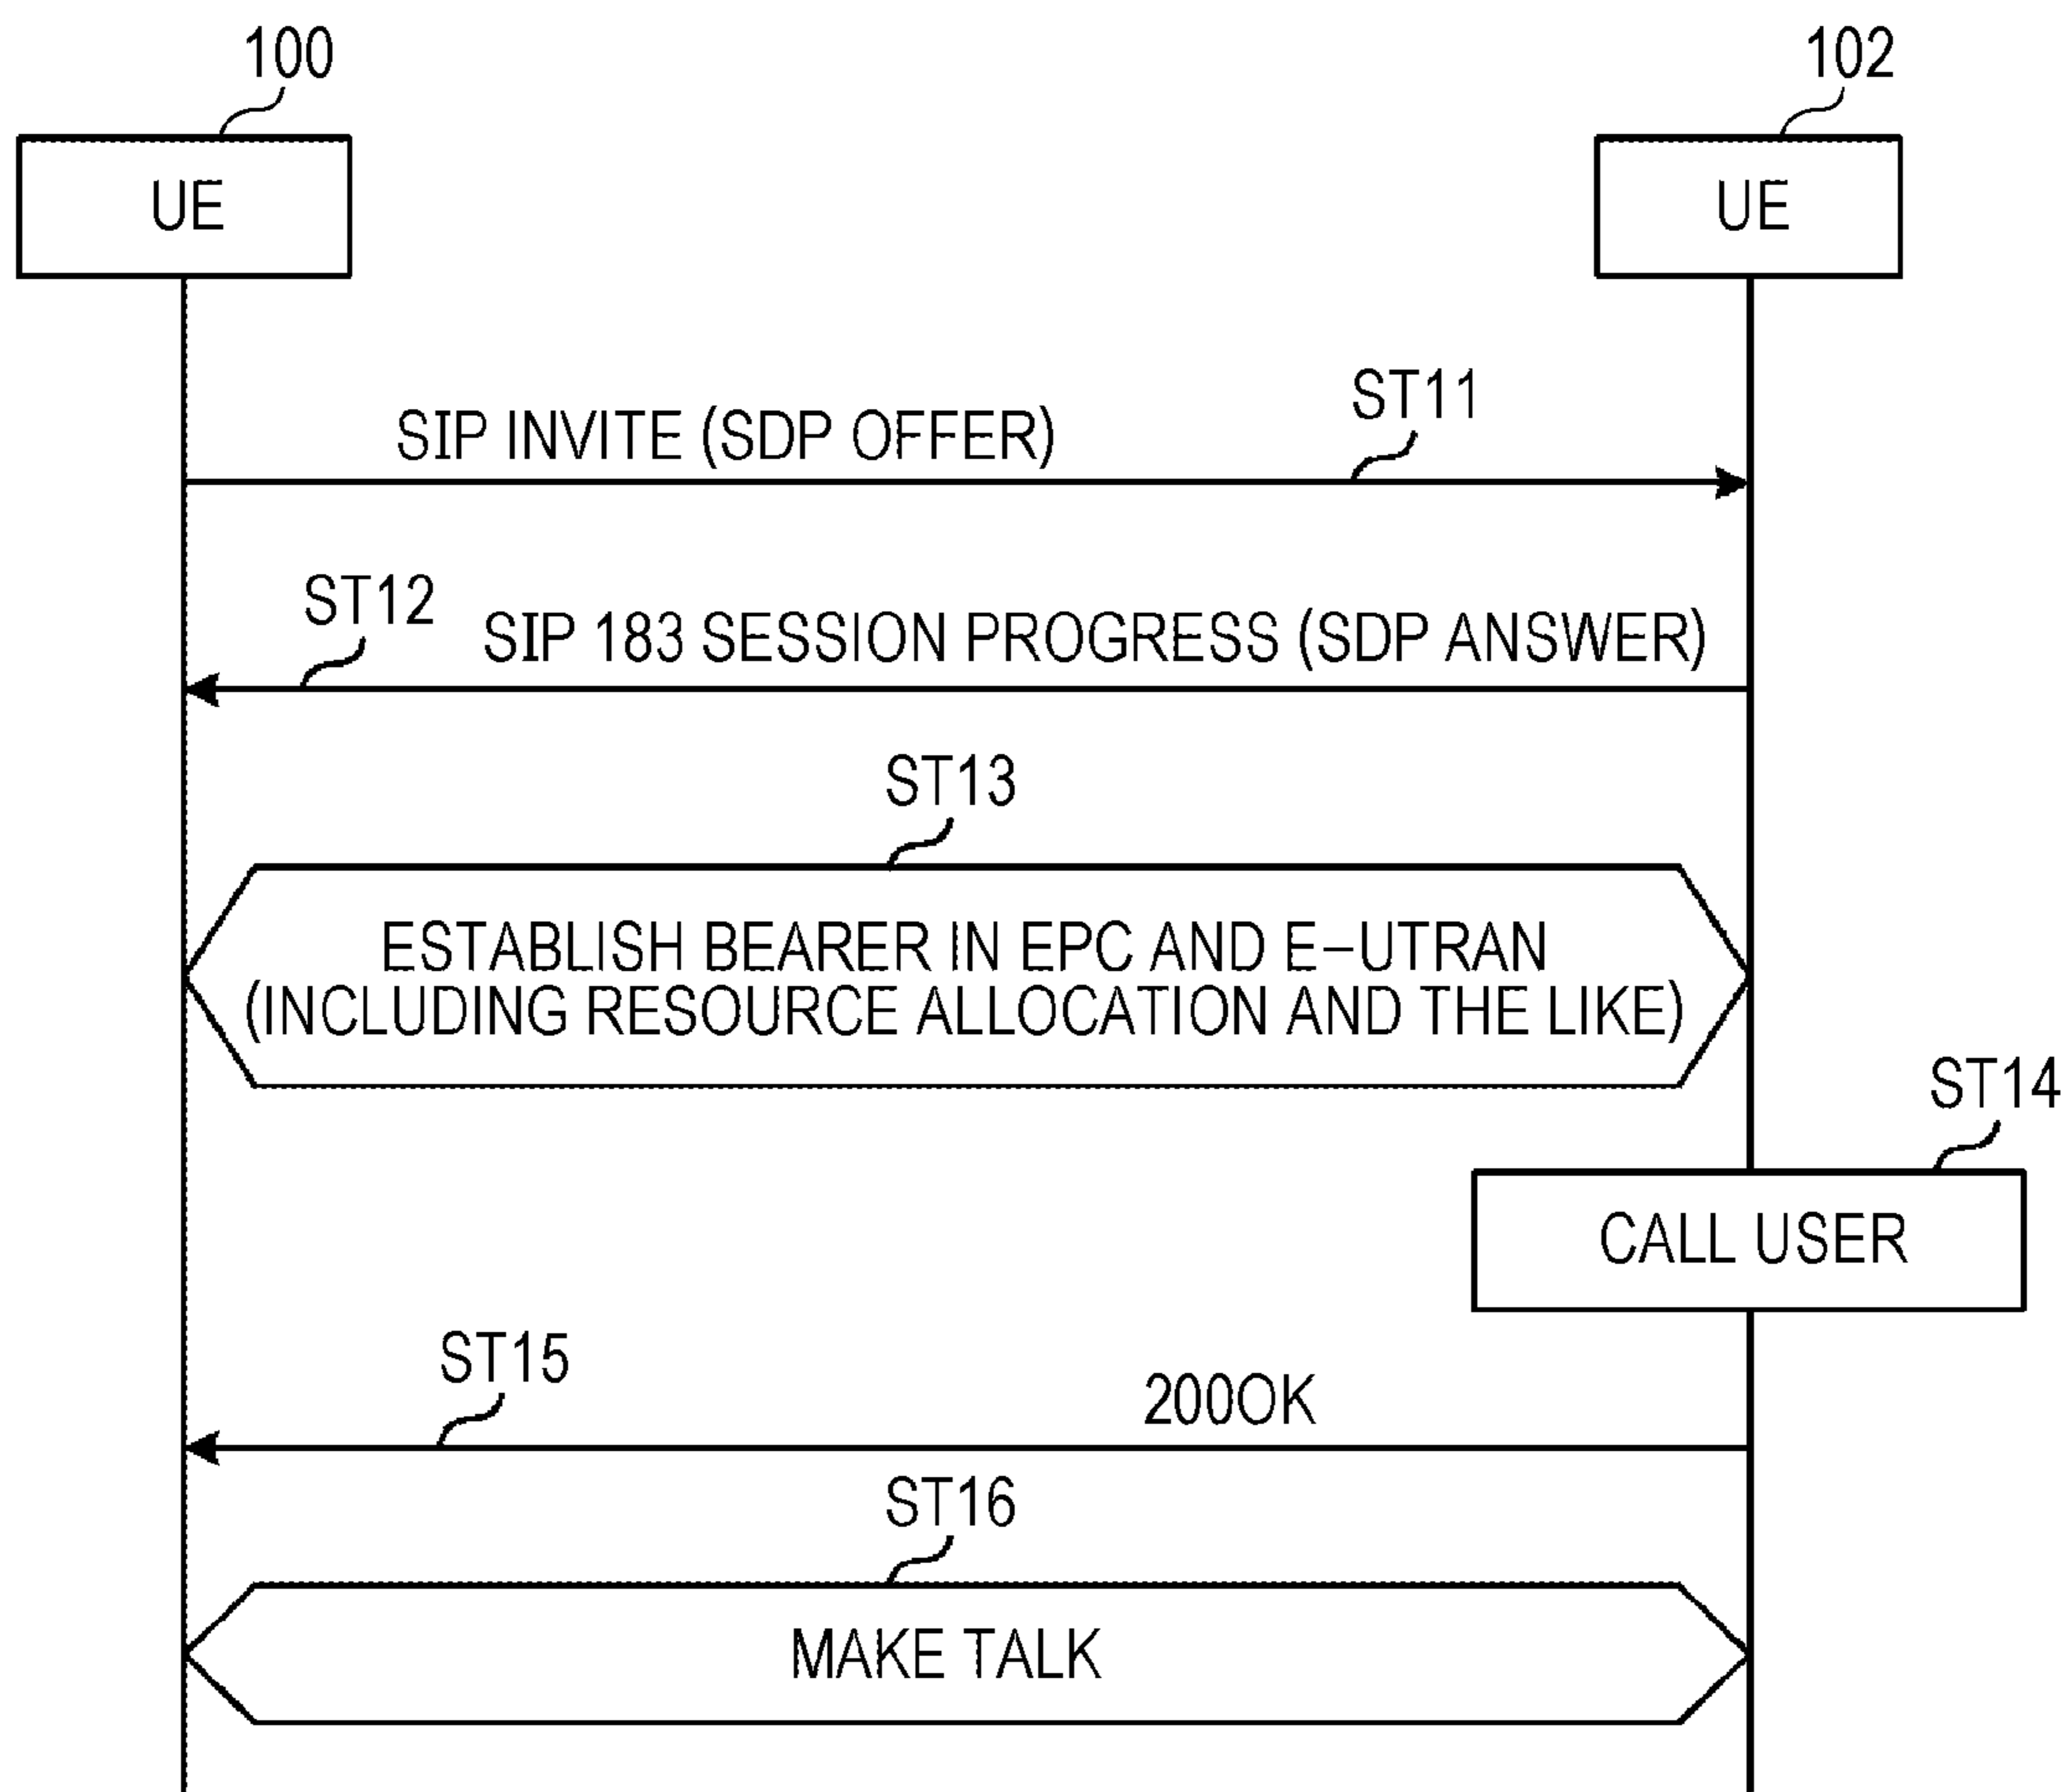 100
102
UE
UE
ST11
SIP INVITE (SDP OFFER)
ST12
SIP 183 SESSION PROGRESS (SDP ANSWER)
ST13
ESTABLISH BEARER IN EPC AND E-UTRAN
(INCLUDING RESOURCE ALLOCATION AND THE LIKE)
ST14
CALL USER
ST15
200OK
ST16
MAKE TALK